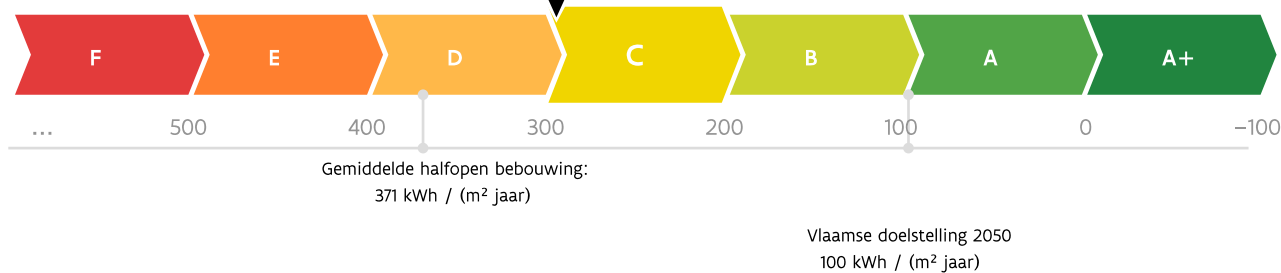 F E D C B A A+
... 500 400 300 200 100 0 −100
Gemiddelde halfopen bebouwing:
371 kWh / (m² jaar)
Vlaamse doelstelling 2050
100 kWh / (m² jaar)